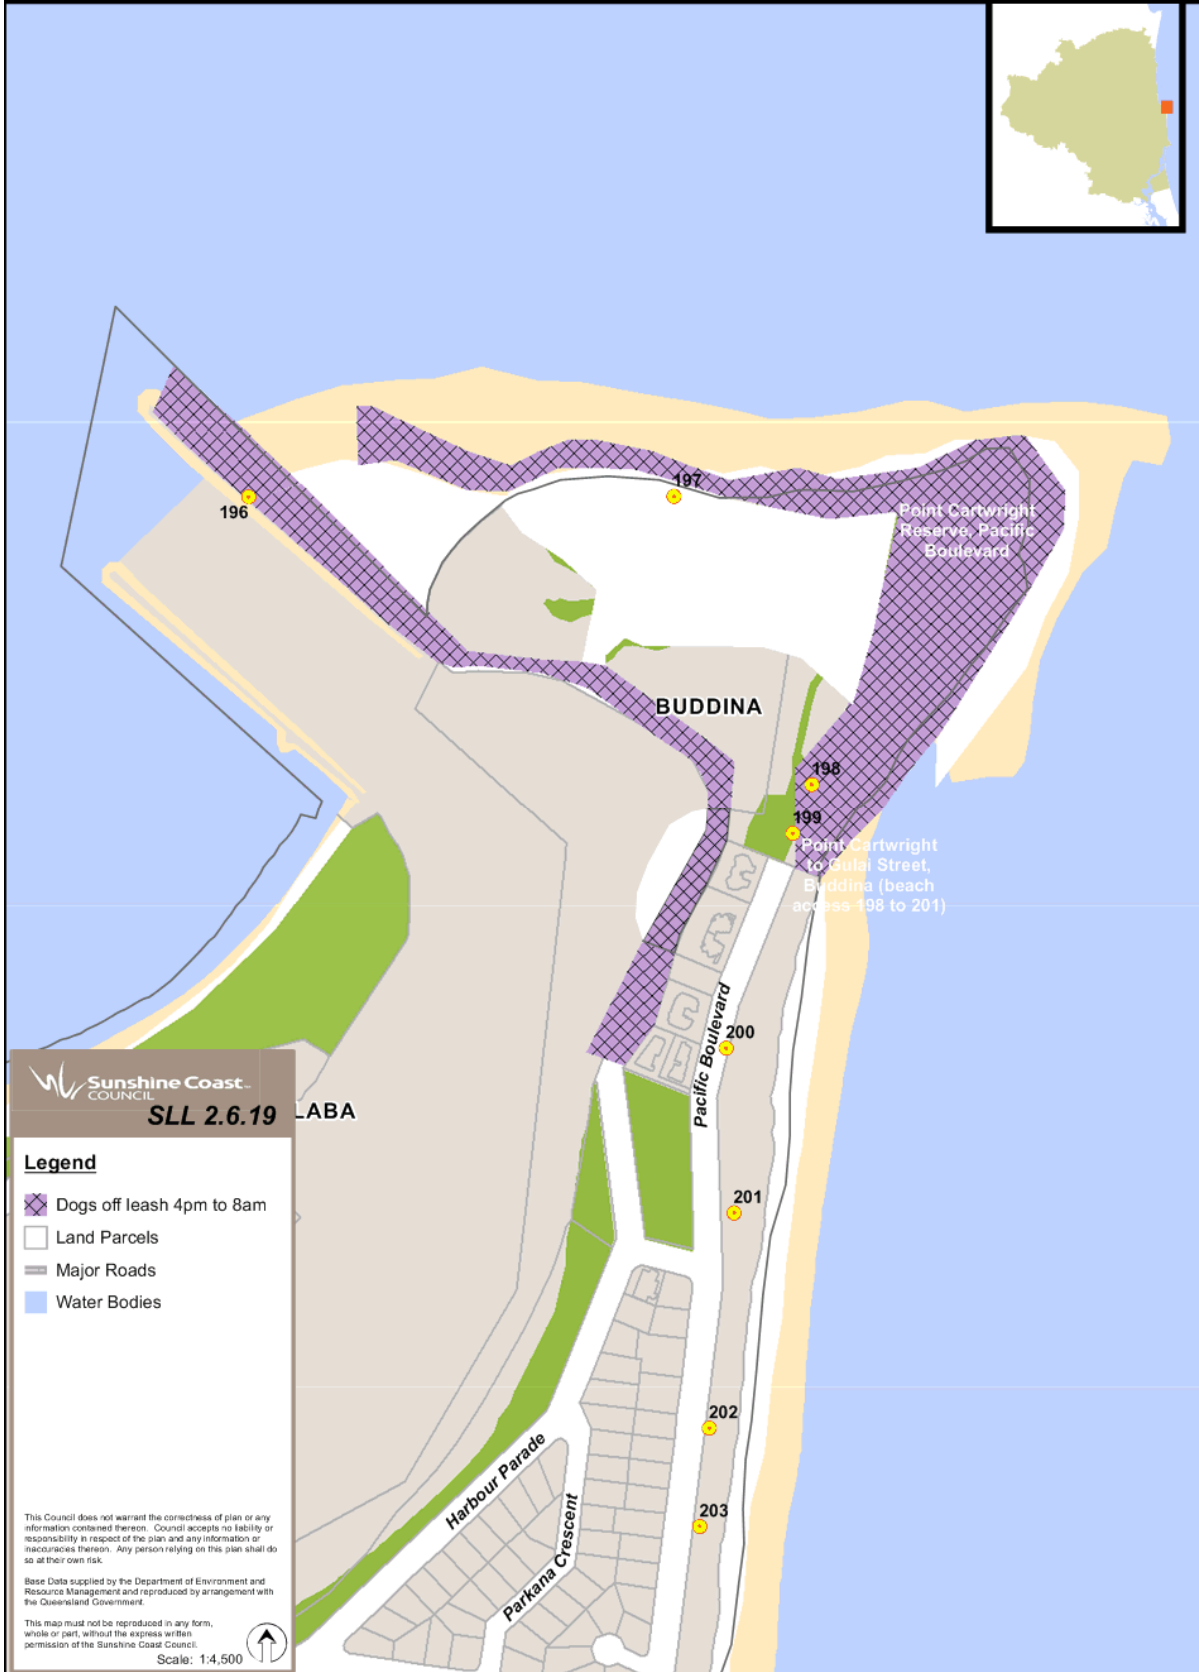 196
197
Point Cartwright
Reserve, Pacific
Boulevard
BUDDINA
198
199
Point Cartwright
to Gulai Street,
Buddina (beach
access 198 to 201)
Pacific Boulevard
200
Sunshine Coast
COUNCIL
SLL 2.6.19
LABA
Legend
Dogs off leash 4pm to 8am
Land Parcels
Major Roads
Water Bodies
201
202
Harbour Parade
203
Parkana Crescent
This Council does not warrant the correctness of plan or any
information contained thereon. Council accepts no liability or
responsibility in respect of the plan and any information or
inaccuracies thereon. Any person relying on this plan shall do
so at their own risk.
Base Data supplied by the Department of Environment and
Resource Management and reproduced by arrangement with
the Queensland Government.
This map must not be reproduced in any form,
whole or part, without the express written
permission of the Sunshine Coast Council.
Scale: 1:4,500